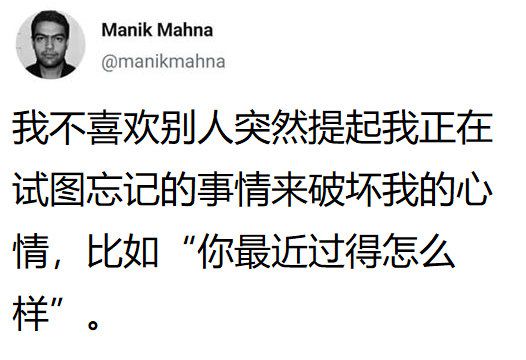 Manik Mahna
@manikmahna
我不喜欢别人突然提起我正在
试图忘记的事情来破坏我的心
情，比如“你最近过得怎么
样”。